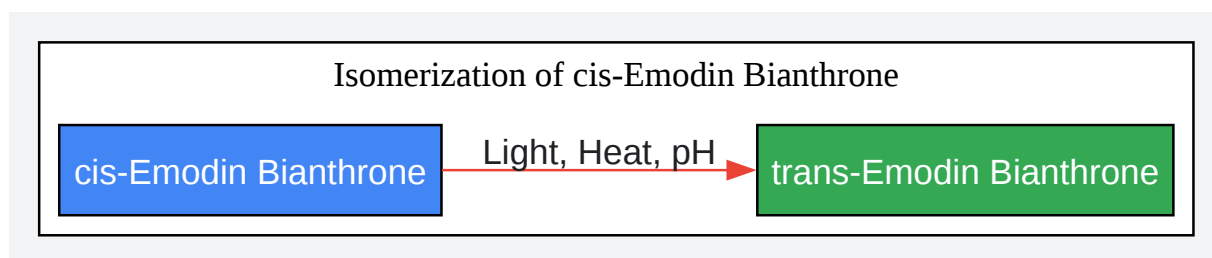 Isomerization of cis-Emodin Bianthrone
cis-Emodin Bianthrone
Light, Heat, pH
trans-Emodin Bianthrone